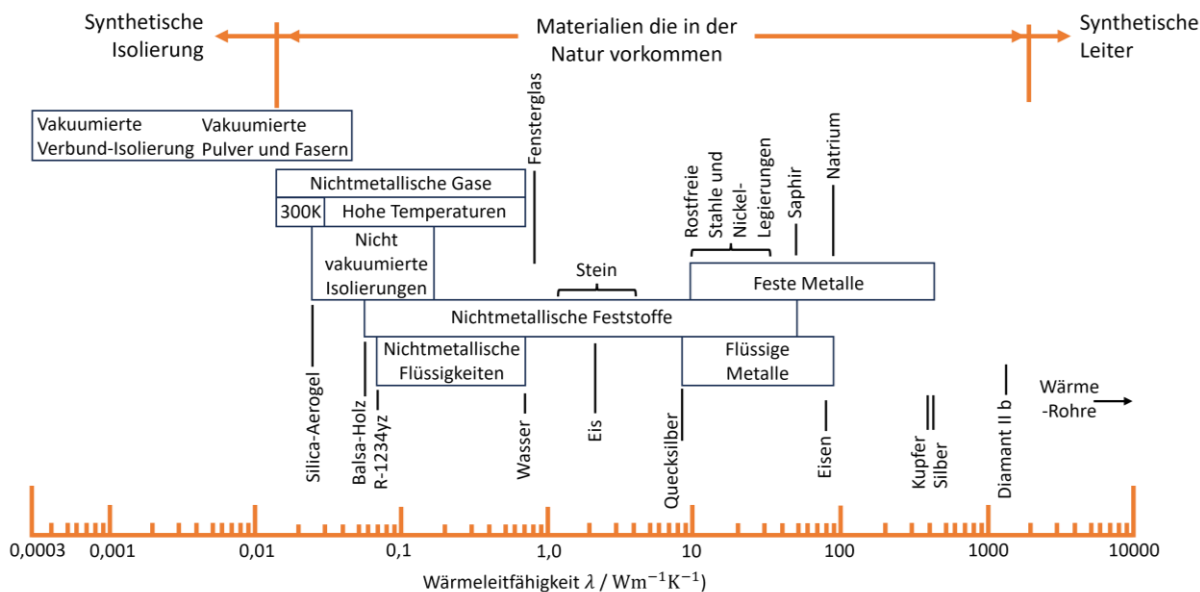 Synthetische
Isolierung
Materialien die in der
Natur vorkommen
Synthetische
Leiter
Vakuumierte
Verbund-Isolierung
Vakuumierte
Pulver und Fasern
Fensterglas
Nichtmetallische Gase
300K
Hohe Temperaturen
Nicht
vakuumierte
Isolierungen
Stein
Rostfreie
Stahle und
Nickel-
Legierungen
Saphir
Natrium
Feste Metalle
Nichtmetallische Feststoffe
Nichtmetallische
Flüssigkeiten
Flüssige
Metalle
Silica-Aerogel
Balsa-Holz
R-1234yz
Wasser
Eis
Quecksilber
Eisen
Kupfer
Silber
Diamant II b
Wärme
-Rohre
0,0003
0,001
0,01
0,1
1,0
10
100
1000
10000
Wärmeleitfähigkeit λ / Wm⁻¹K⁻¹)